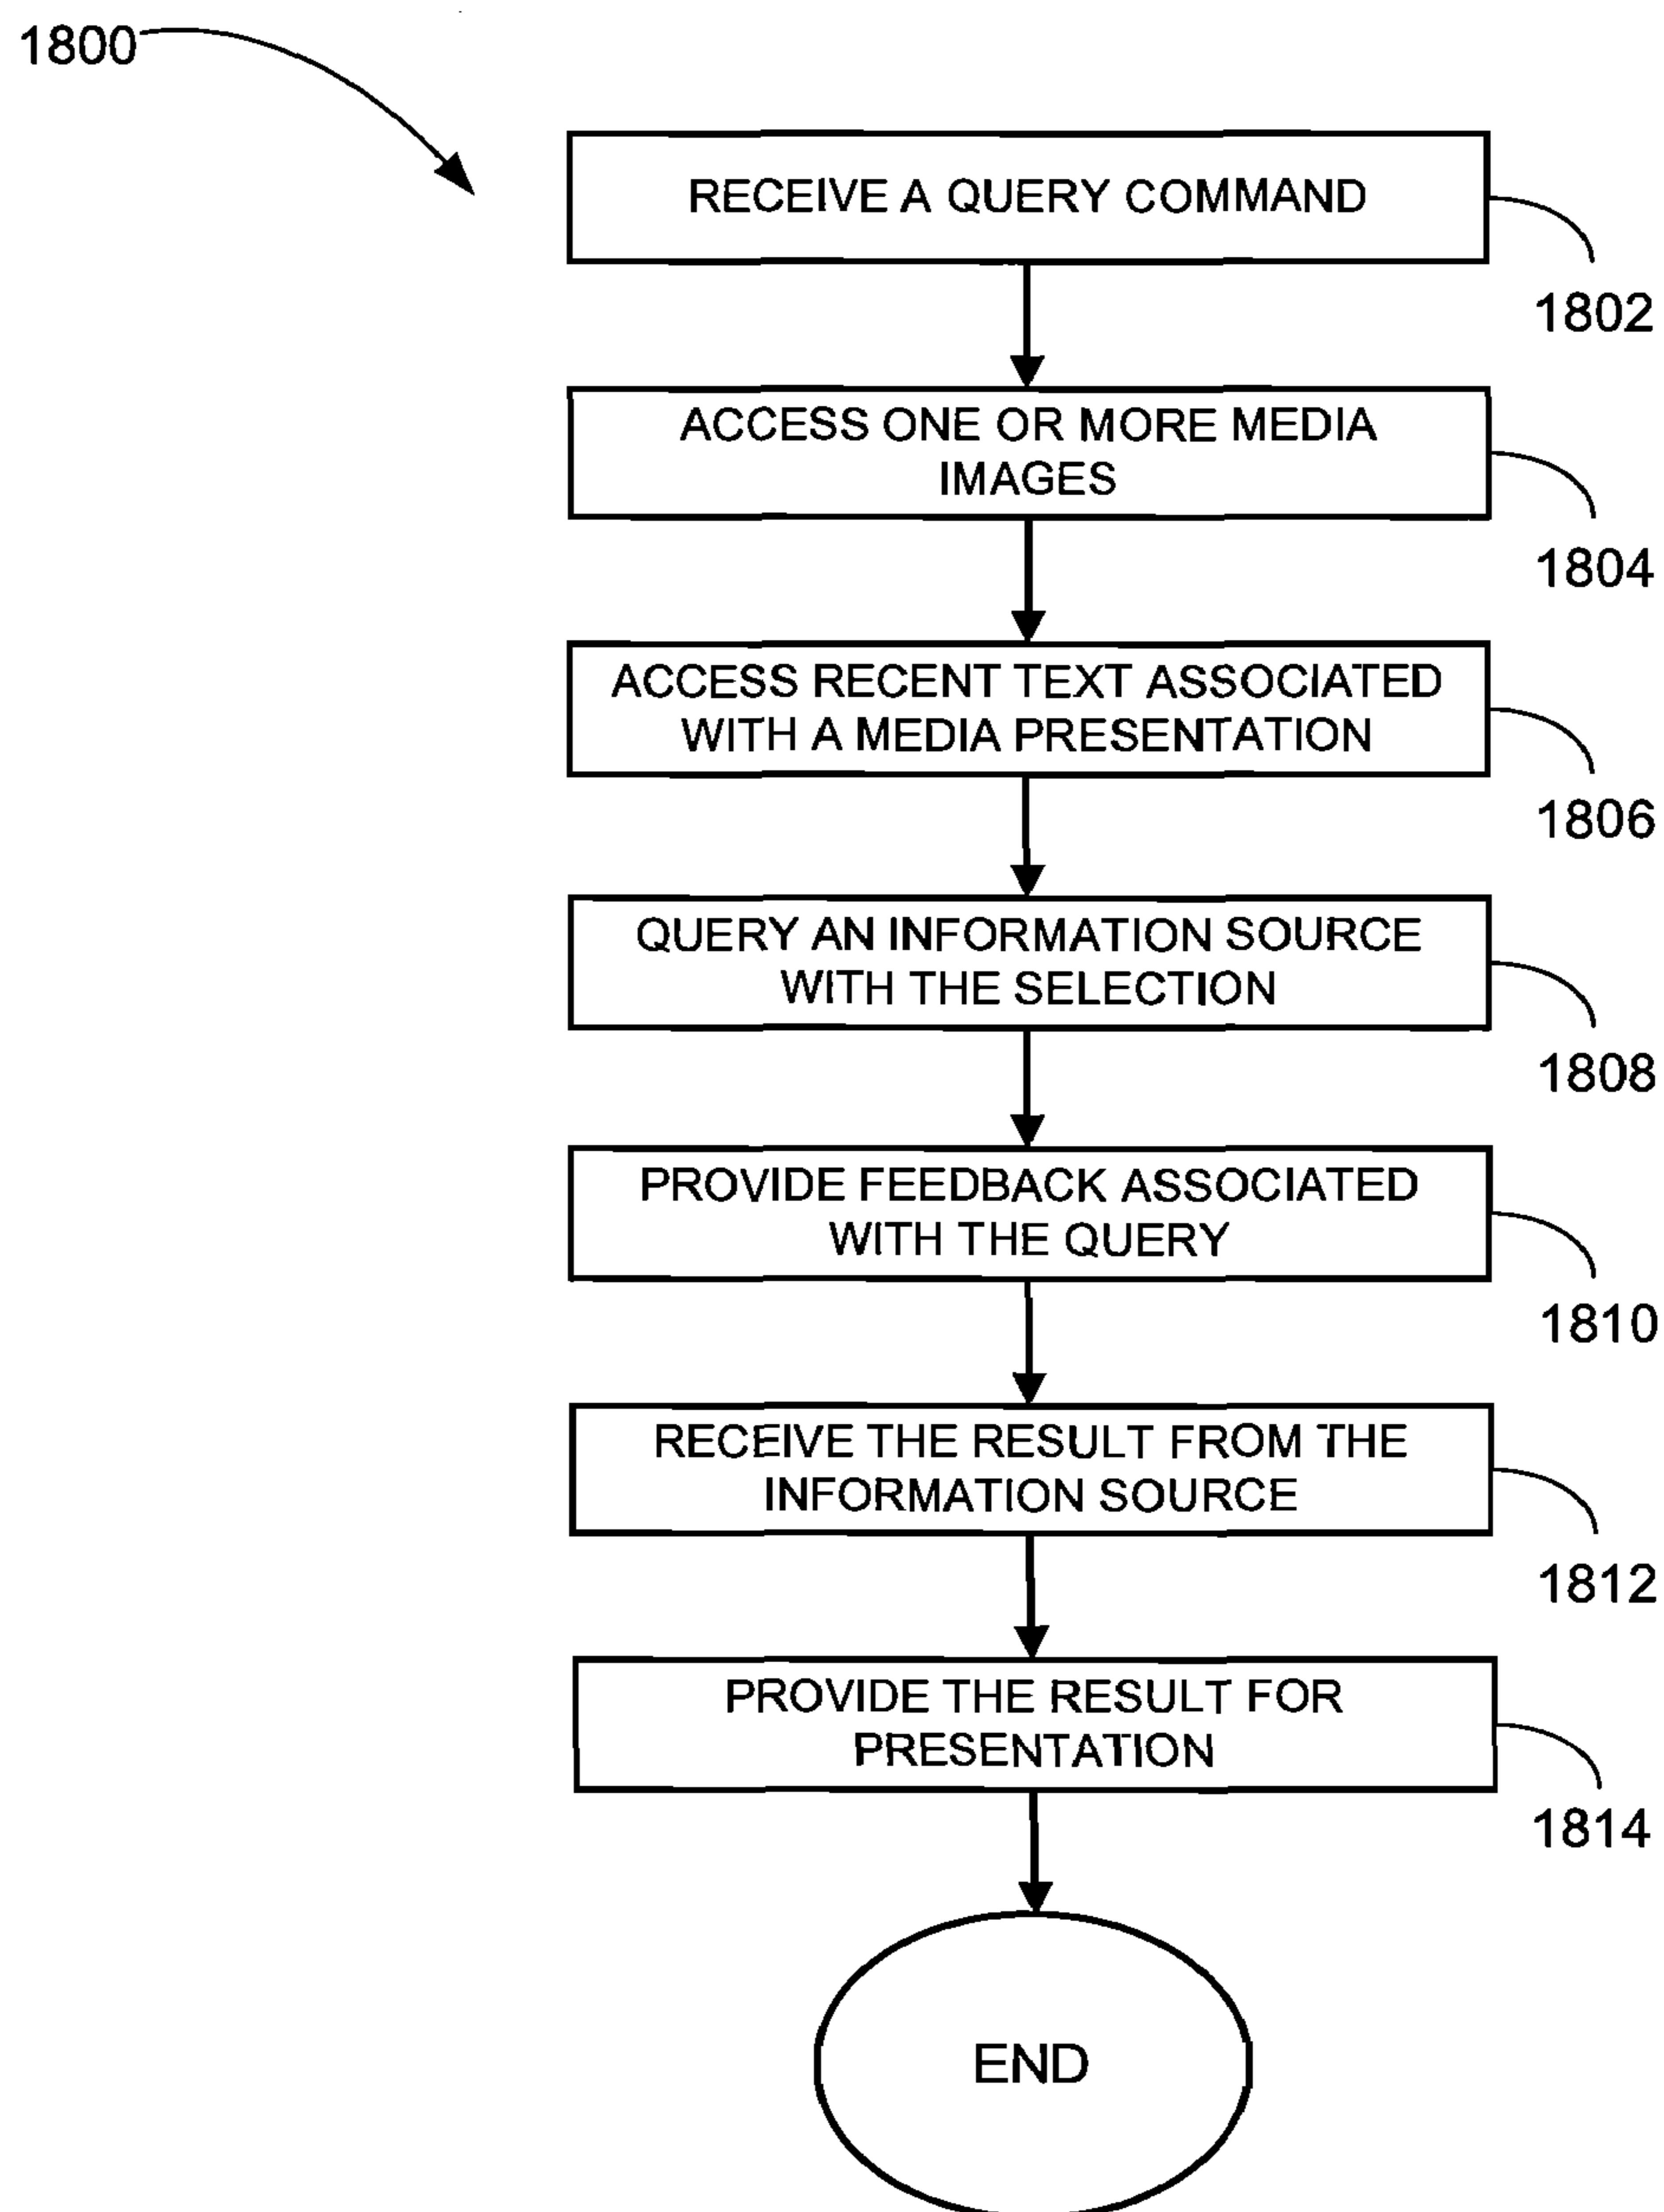 1800
RECEIVE A QUERY COMMAND
1802
ACCESS ONE OR MORE MEDIA
IMAGES
1804
ACCESS RECENT TEXT ASSOCIATED
WITH A MEDIA PRESENTATION
1806
QUERY AN INFORMATION SOURCE
WITH THE SELECTION
1808
PROVIDE FEEDBACK ASSOCIATED
WITH THE QUERY
1810
RECEIVE THE RESULT FROM THE
INFORMATION SOURCE
1812
PROVIDE THE RESULT FOR
PRESENTATION
1814
END